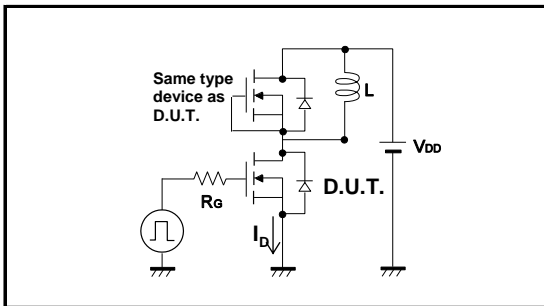 Same type
device as
D.U.T.
L
VDD
D.U.T.
RG
ID